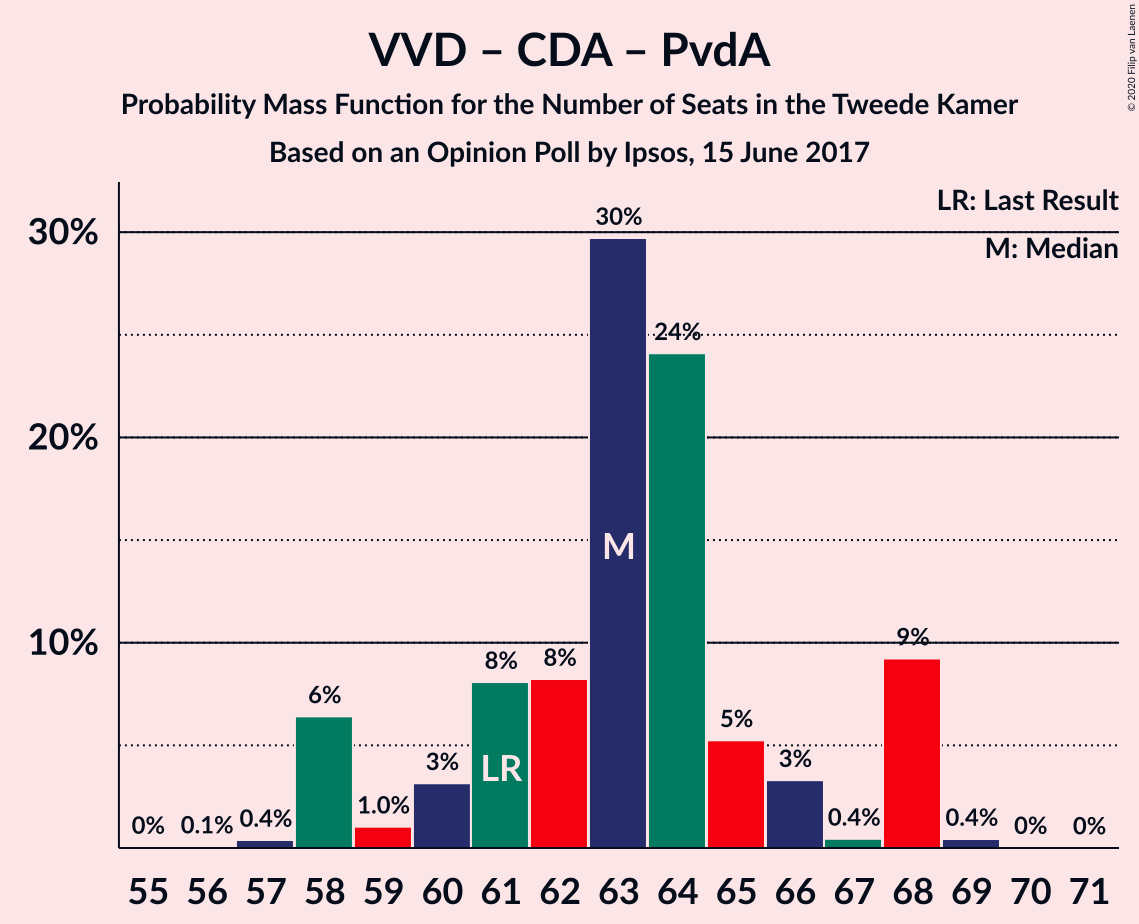 VVD – CDA – PvdA
Probability Mass Function for the Number of Seats in the Tweede Kamer
Based on an Opinion Poll by Ipsos, 15 June 2017
© 2020 Filip van Laenen
LR: Last Result
M: Median
30%
20%
10%
0% 0.1% 0.4% 6% 1.0% 3% 8% 8% 30% 24% 5% 3% 0.4% 9% 0.4% 0% 0%
LR
M
55 56 57 58 59 60 61 62 63 64 65 66 67 68 69 70 71